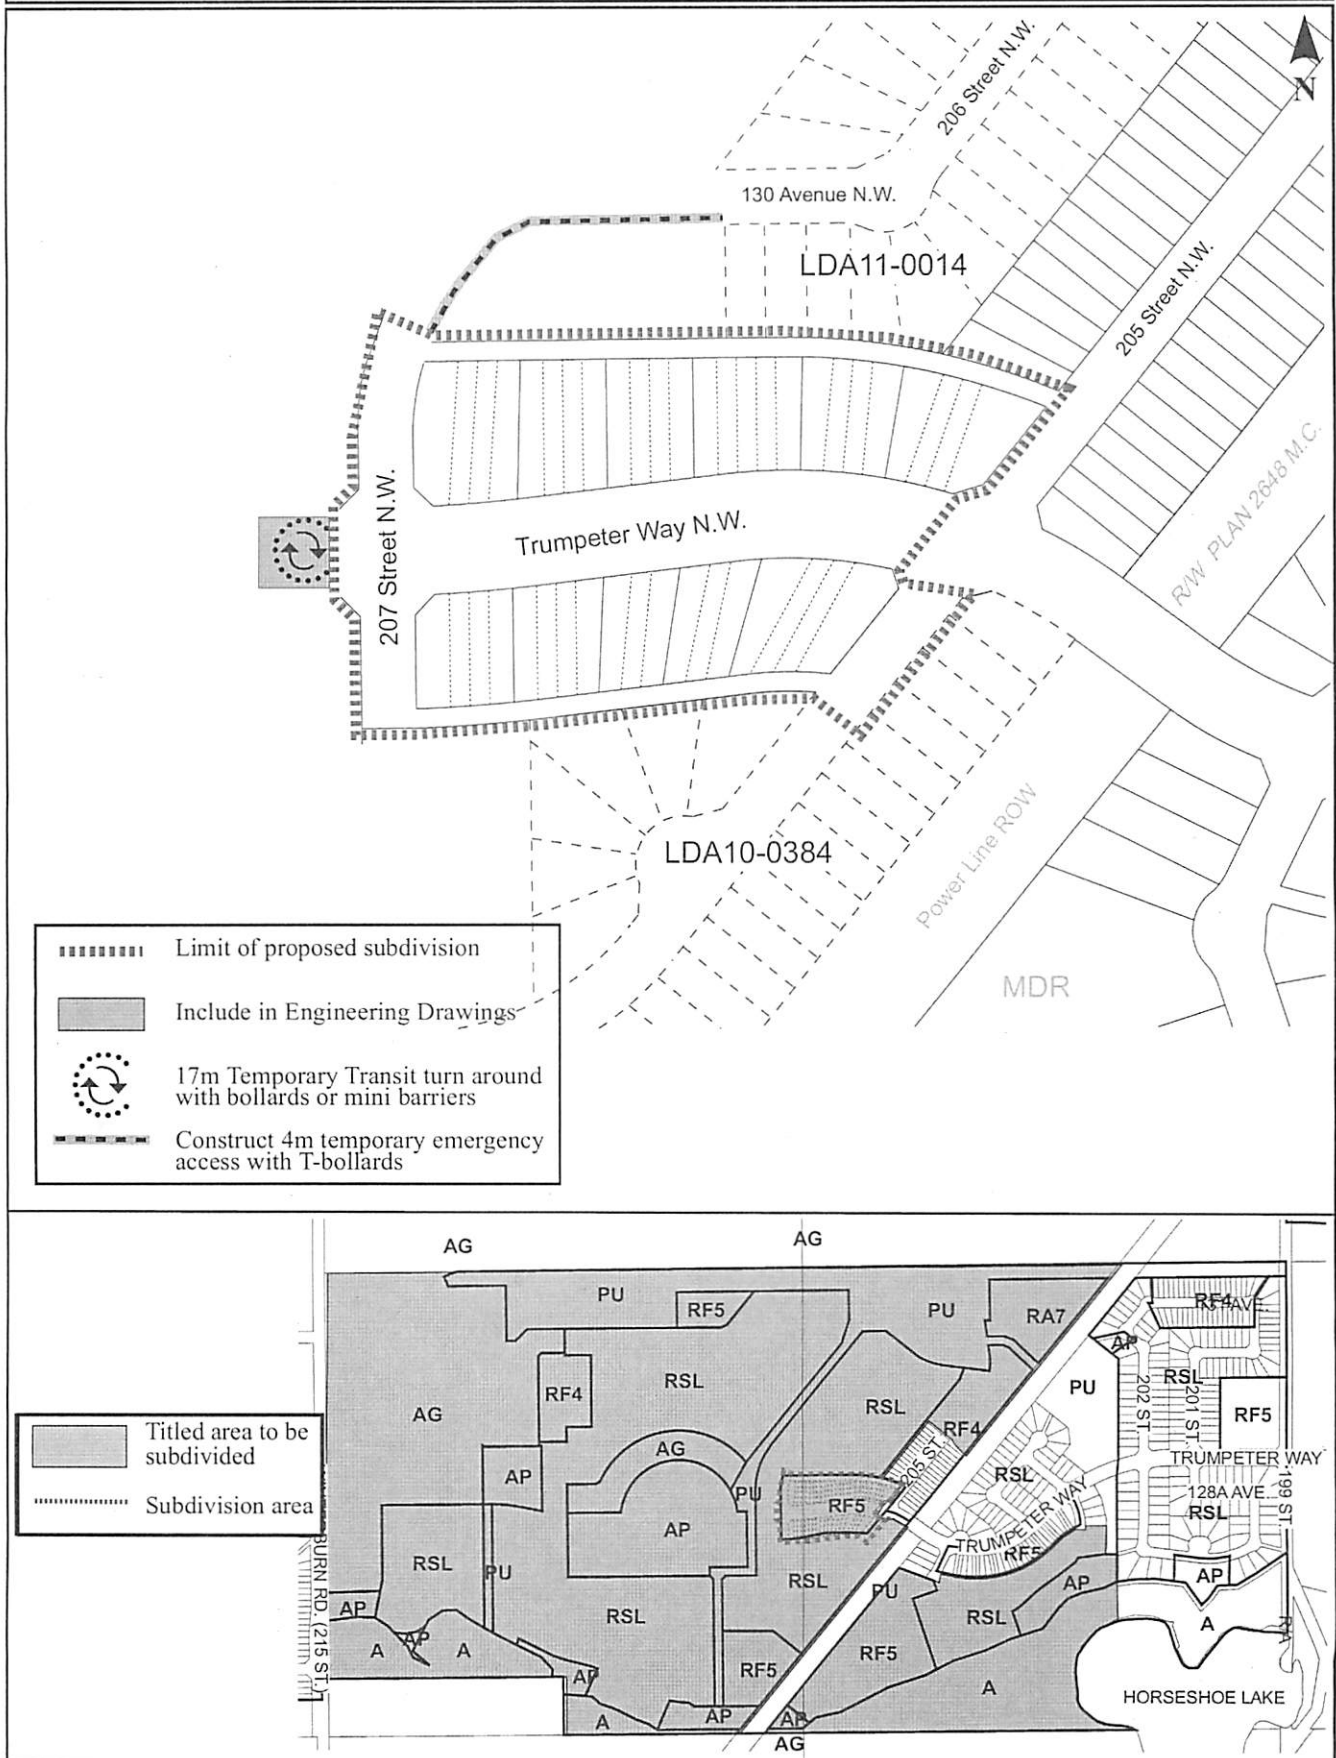 206 Street N.W.
N
130 Avenue N.W.
LDA11-0014
205 Street N.W.
R/W PLAN 2648 M.C.
207 Street N.W.
Trumpeter Way N.W.
LDA10-0384
Power Line ROW
MDR
Limit of proposed subdivision
Include in Engineering Drawings
17m Temporary Transit turn around
with bollards or mini barriers
Construct 4m temporary emergency
access with T-bollards
AG
AG
PU
RF5
PU
RA7
RF4
AP
RSL
RF4
RSL
AG
RSL
RF4
PU
202 ST.
201 ST.
RSL
RF5
AG
AP
PU
205 ST.
RSL
TRUMPETER WAY
199 ST.
Titled area to be
subdivided
Subdivision area
RF5
AP
128A AVE.
RSL
TRUMPETER WAY
RF5
RSL
PU
RSL
PU
AP
AP
BURN RD. (215 ST.)
AP
RSL
RSL
A
RA
A
AP
A
RF5
RF5
AP
A
HORSESHOE LAKE
A
AP
AP
AG